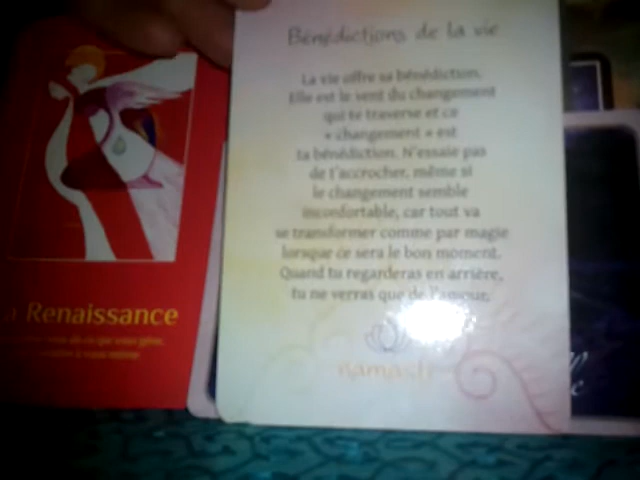 Bénédictions de la vie
La vie offre sa bénédiction.
Elle est le vent du changement
qui te traverse et ce
« changement » est
ta bénédiction. N'essaie pas
de t'accrocher, même si
le changement semble
inconfortable, car tout va
se transformer comme par magie
lorsque ce sera le bon moment.
Quand tu regarderas en arrière,
tu ne verras que de l'amour.
namasté
a Renaissance